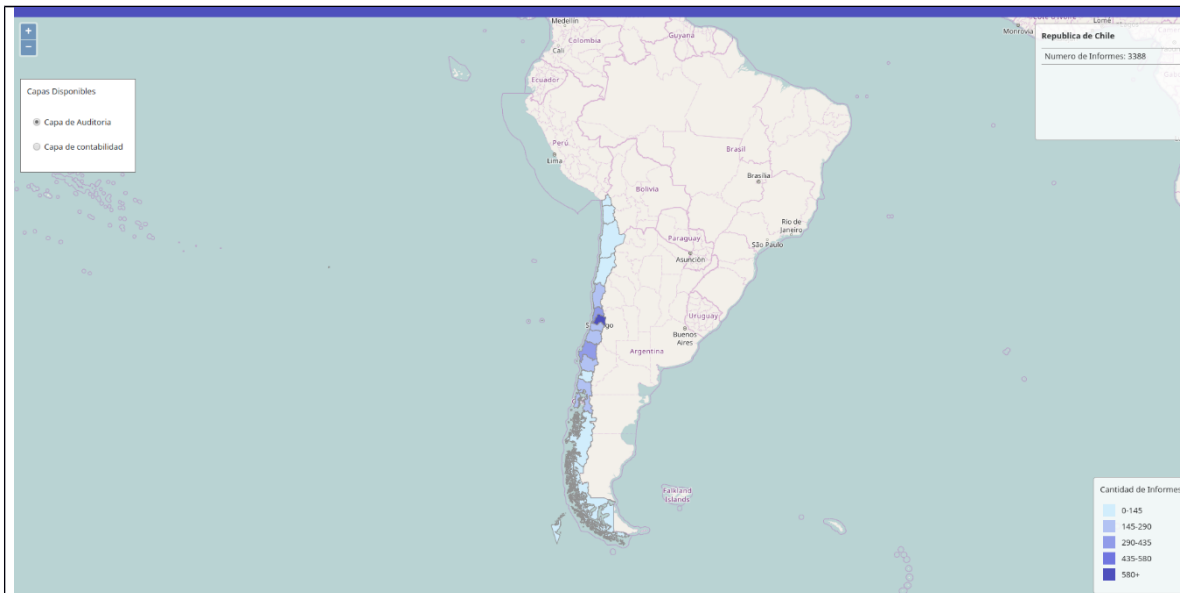 Medellín
Cali
Colombia
Guyana
Ecuador
Perú
Lima
Brasil
Brasília
Bolivia
Rio de
Janeiro
São Paulo
Paraguay
Asunción
Uruguay
Buenos
Aires
Argentina
Falkland
Islands
Lomé
Monrovia
+
−
Capas Disponibles
Capa de Auditoria
Capa de contabilidad
Republica de Chile
Numero de Informes: 3388
Cantidad de Informes
0-145
145-290
290-435
435-580
580+